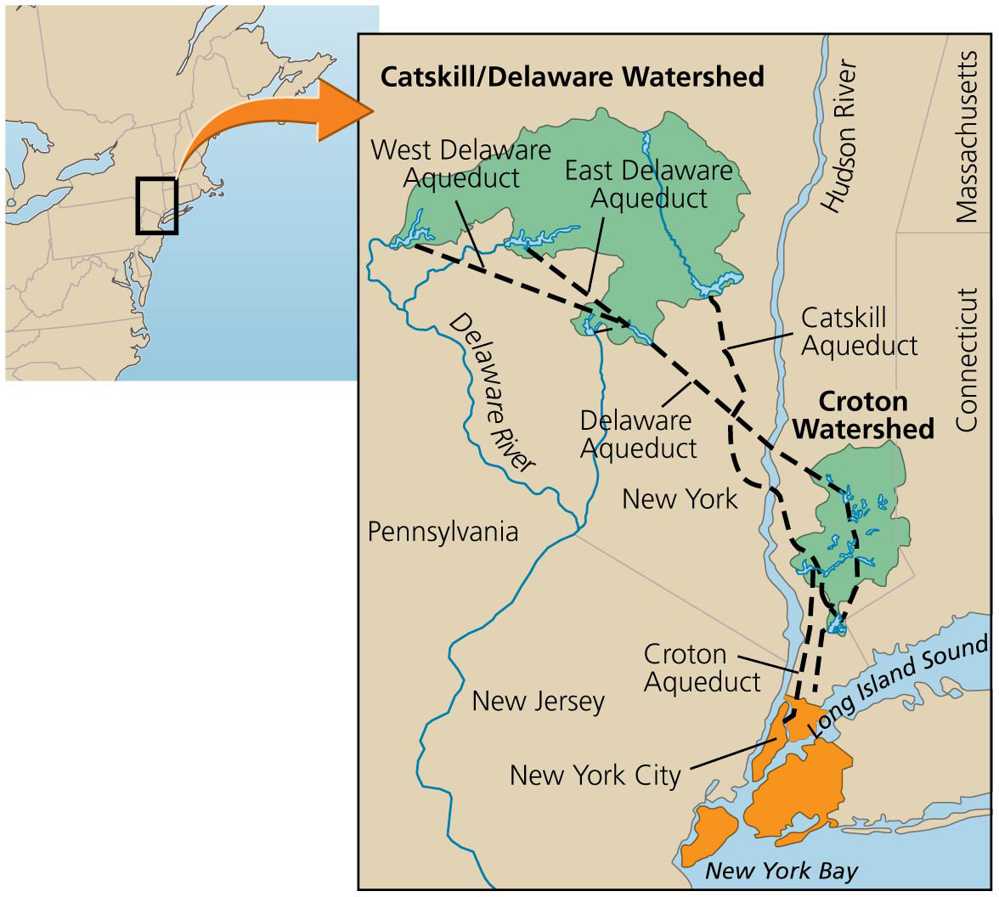 Catskill/Delaware Watershed
West Delaware
Aqueduct
East Delaware
Aqueduct
Hudson River
Massachusetts
Catskill
Aqueduct
Connecticut
Delaware River
Croton
Watershed
Delaware
Aqueduct
New York
Pennsylvania
Croton
Aqueduct
Long Island Sound
New Jersey
New York City
New York Bay